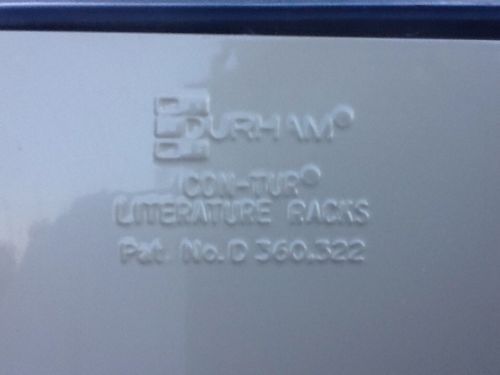 DURHAM®
CON-TUR®
LITERATURE RACKS
Pat. No. D 360,322